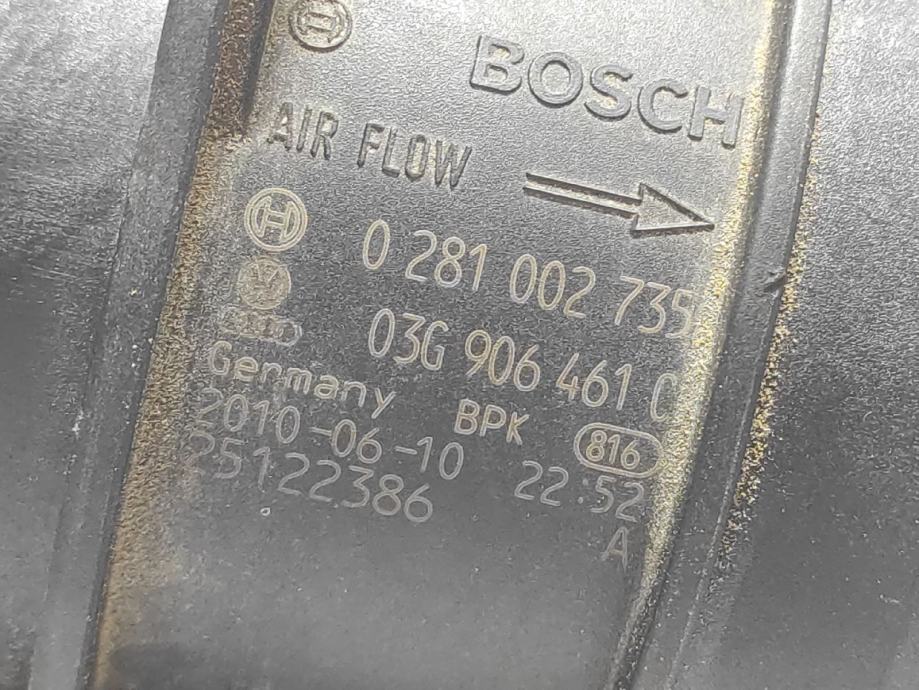 BOSCH
AIR FLOW
0 281 002 735
03G 906 461 C
Germany BPK 816
2010-06-10 22:52
25122386 A